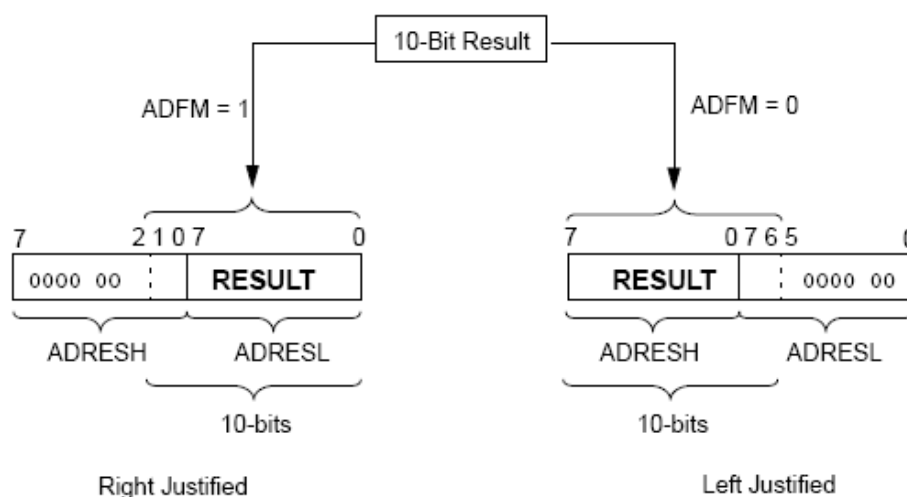 10-Bit Result
ADFM = 1
ADFM = 0
7 2 1 0 7 0
7 0 7 6 5 0
0000 00 RESULT
RESULT 0000 00
ADRESH ADRESL
ADRESH ADRESL
10-bits
10-bits
Right Justified
Left Justified